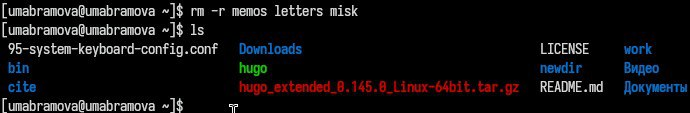 [umabramova@umabramova ~]$ rm -r memos letters misk
[umabramova@umabramova ~]$ ls
95-system-keyboard-config.conf Downloads LICENSE work
bin hugo newdir Видео
cite hugo_extended_0.145.0_Linux-64bit.tar.gz README.md Документы
[umabramova@umabramova ~]$